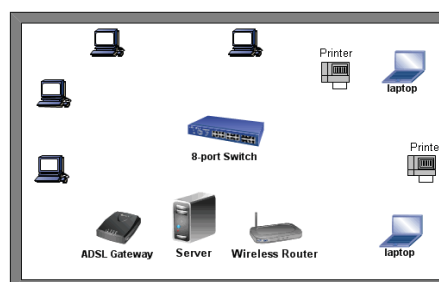 Printer
laptop
8-port Switch
Printe
ADSL Gateway
Server
Wireless Router
laptop